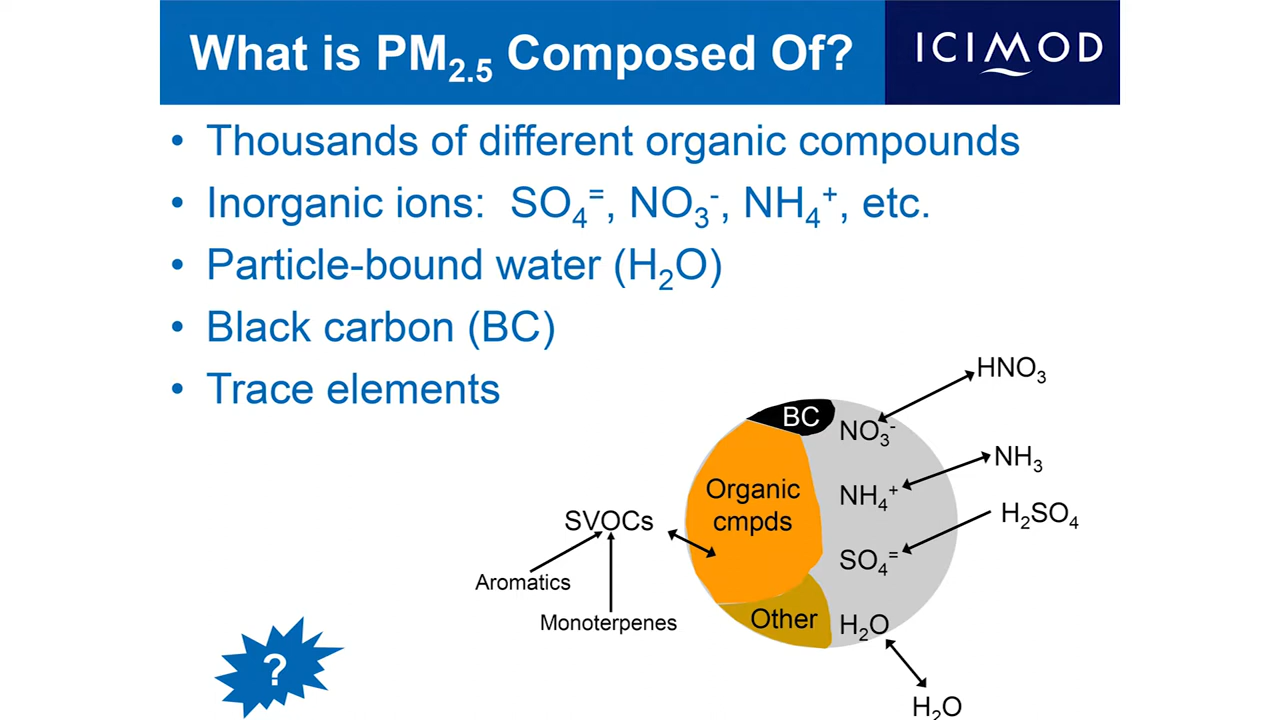 What is PM₂.₅ Composed Of?
ICIMOD
• Thousands of different organic compounds
• Inorganic ions: SO₄⁼, NO₃⁻, NH₄⁺, etc.
• Particle-bound water (H₂O)
• Black carbon (BC)
• Trace elements
HNO₃
BC
NO₃⁻
NH₃
Organic
cmpds
NH₄⁺
SVOCs
H₂SO₄
SO₄⁼
Aromatics
Monoterpenes
Other
H₂O
?
H₂O